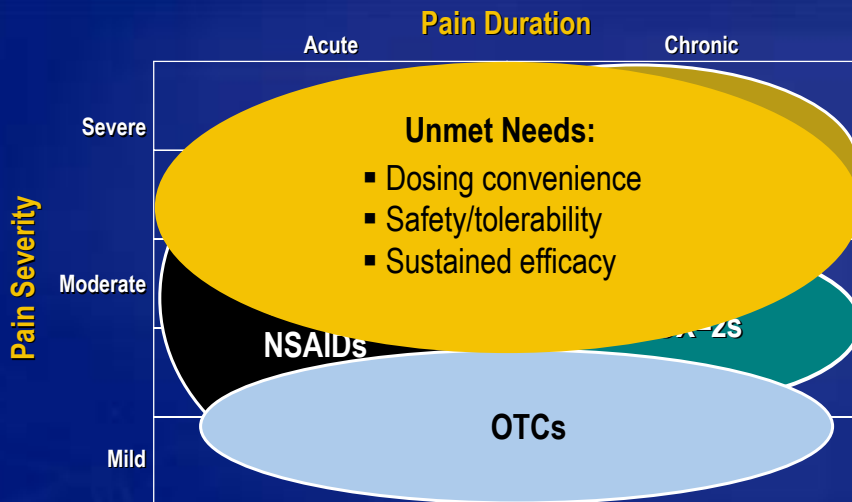 Pain Duration
Acute
Chronic
Pain Severity
Severe
Moderate
Mild
Unmet Needs:
▪ Dosing convenience
▪ Safety/tolerability
▪ Sustained efficacy
NSAIDs
-2s
OTCs